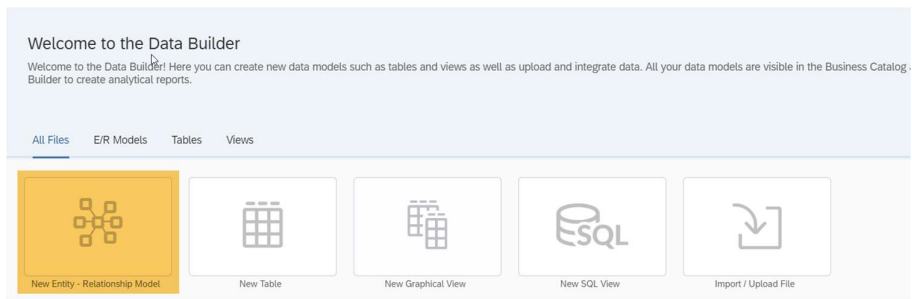 Welcome to the Data Builder
Welcome to the Data Builder! Here you can create new data models such as tables and views as well as upload and integrate data. All your data models are visible in the Business Catalog
Builder to create analytical reports.
All Files E/R Models Tables Views
SQL
New Entity - Relationship Model New Table New Graphical View New SQL View Import / Upload File